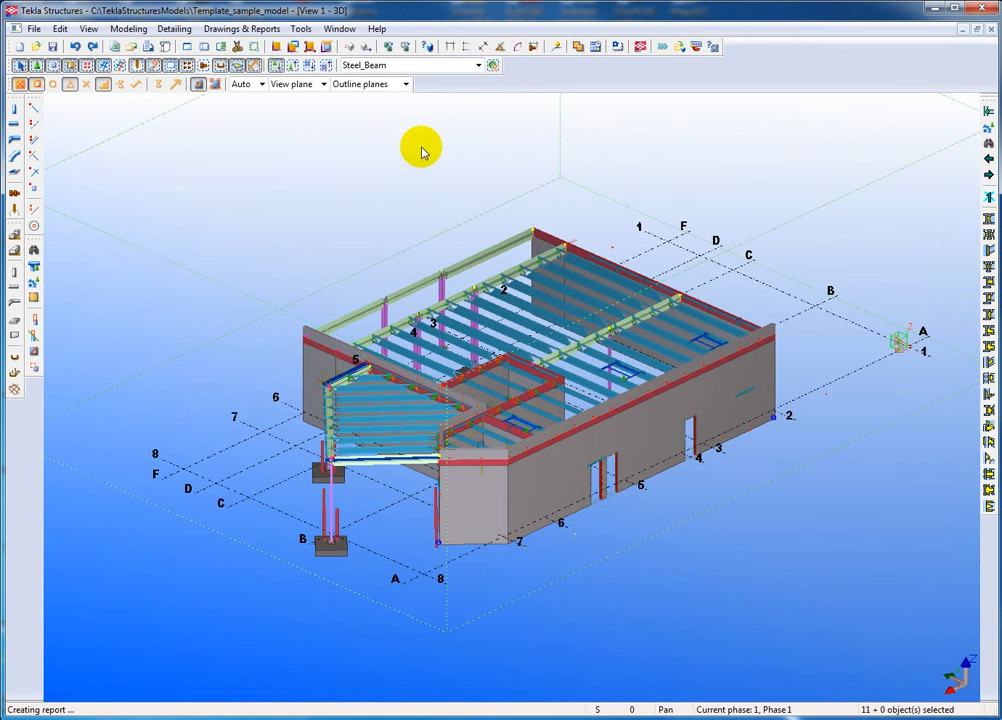 Tekla Structures - C:\TeklaStructuresModels\Template_sample_model - [View 1 - 3D]
File Edit View Modeling Detailing Drawings & Reports Tools Window Help
Steel_Beam
Auto View plane Outline planes
1 F
D
C
B
A
1
2
3
4
5
6
7
8
F
D
C
B
A 8
7
6
5
4
3
2
Z
Z
Creating report ... S 0 Pan Current phase: 1, Phase 1 11 + 0 object(s) selected